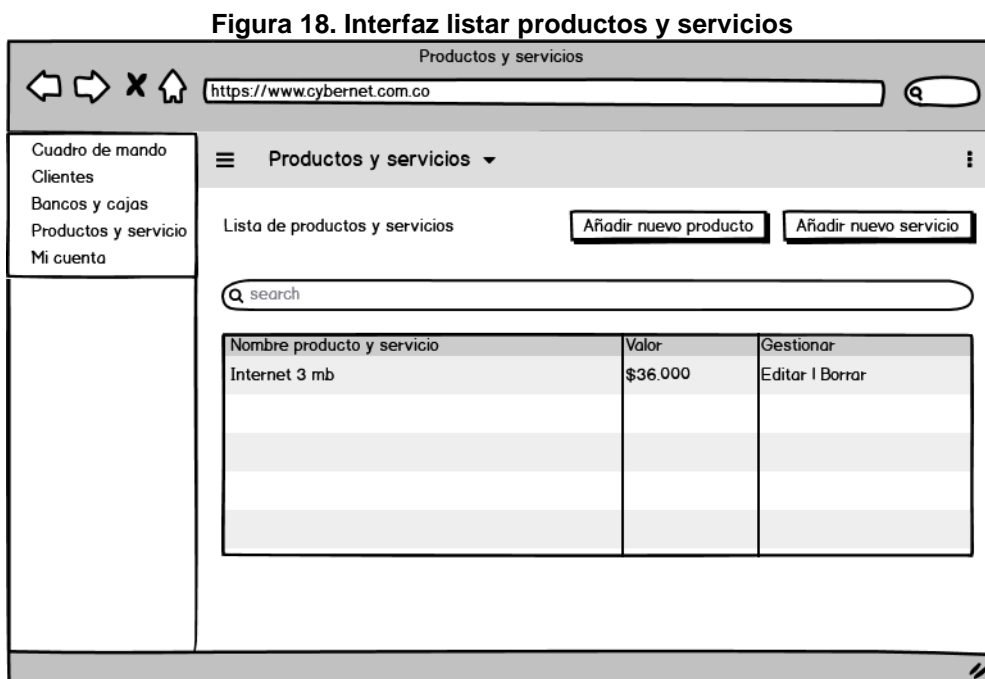 Figura 18. Interfaz listar productos y servicios
Productos y servicios
https://www.cybernet.com.co
Cuadro de mando
Clientes
Bancos y cajas
Productos y servicio
Mi cuenta
Productos y servicios
Lista de productos y servicios
Añadir nuevo producto
Añadir nuevo servicio
search
Nombre producto y servicio Valor Gestionar
Internet 3 mb $36.000 Editar | Borrar